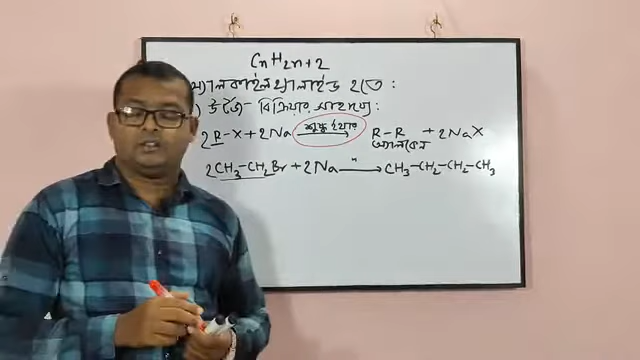 CnH2n+2
অ্যালকাইল হ্যালাইড হতে :
) উর্টজ- বিক্রিয়ার সাহায্যে :
2R-X + 2Na শুষ্ক ইথার → R-R + 2NaX
অ্যালকেন
2CH3-CH2Br + 2Na " → CH3-CH2-CH2-CH3